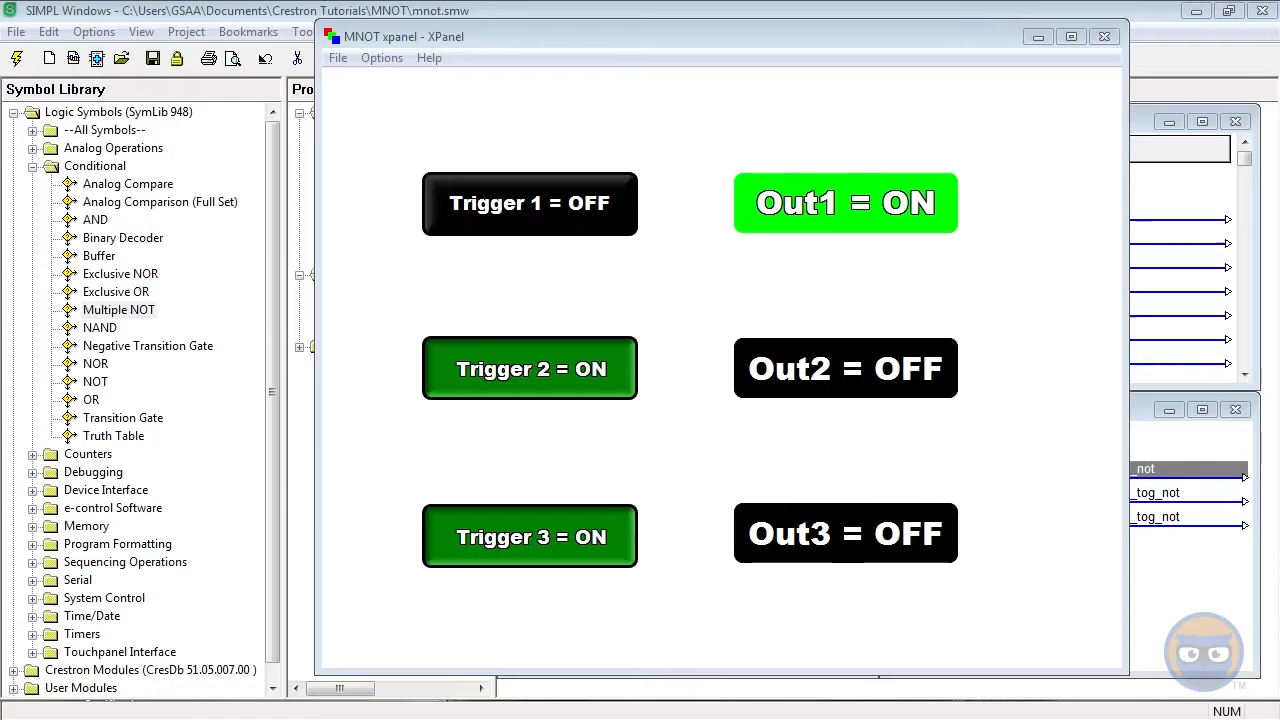 SIMPL Windows - C:\Users\GSAA\Documents\Crestron Tutorials\MNOT\mnot.smw
File Edit Options View Project Bookmarks Too
MNOT xpanel - XPanel
File Options Help
Symbol Library
Pro
Logic Symbols (SymLib 948)
--All Symbols--
Analog Operations
Conditional
Analog Compare
Analog Comparison (Full Set)
AND
Binary Decoder
Buffer
Exclusive NOR
Exclusive OR
Multiple NOT
NAND
Negative Transition Gate
NOR
NOT
OR
Transition Gate
Truth Table
Counters
Debugging
Device Interface
e-control Software
Memory
Program Formatting
Sequencing Operations
Serial
System Control
Time/Date
Timers
Touchpanel Interface
Crestron Modules (CresDb 51.05.007.00 )
User Modules
Trigger 1 = OFF
Out1 = ON
Trigger 2 = ON
Out2 = OFF
Trigger 3 = ON
Out3 = OFF
_not
_tog_not
_tog_not
TM
NUM